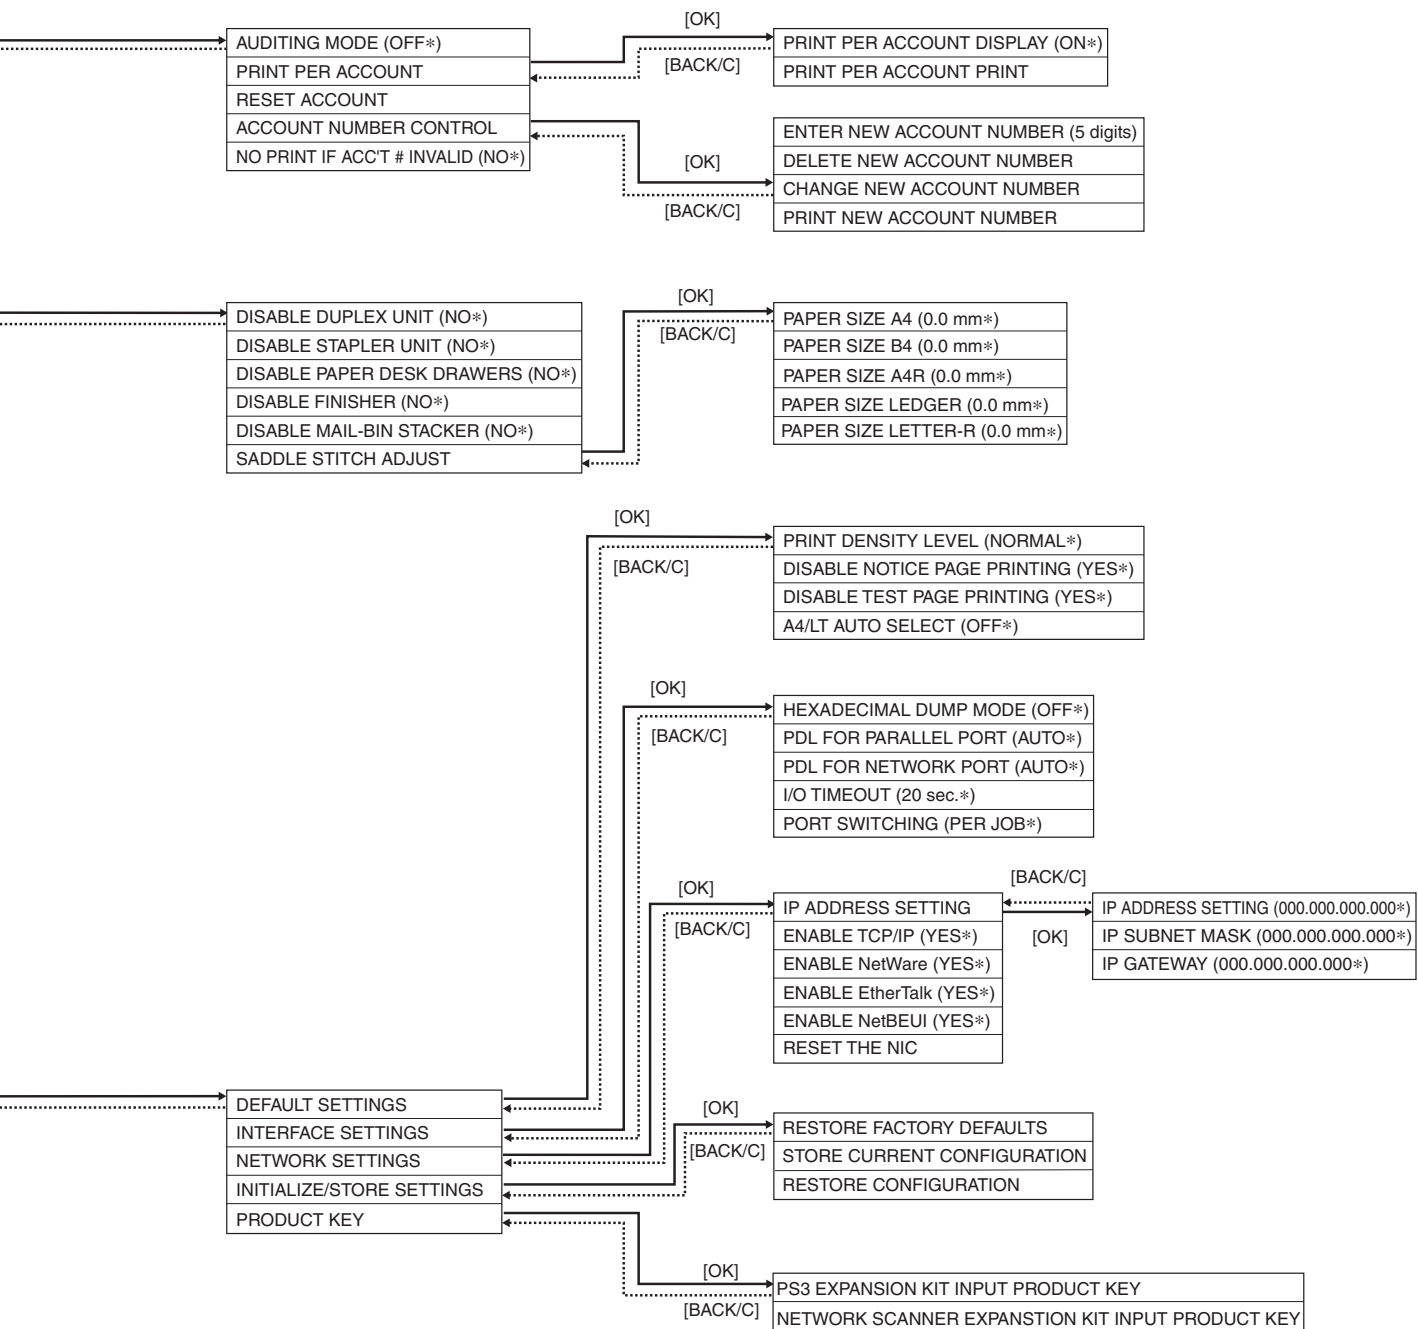 [OK]
AUDITING MODE (OFF*)
PRINT PER ACCOUNT
RESET ACCOUNT
ACCOUNT NUMBER CONTROL
NO PRINT IF ACC'T # INVALID (NO*)
PRINT PER ACCOUNT DISPLAY (ON*)
PRINT PER ACCOUNT PRINT
[BACK/C]
ENTER NEW ACCOUNT NUMBER (5 digits)
DELETE NEW ACCOUNT NUMBER
CHANGE NEW ACCOUNT NUMBER
PRINT NEW ACCOUNT NUMBER
[OK]
[BACK/C]
DISABLE DUPLEX UNIT (NO*)
DISABLE STAPLER UNIT (NO*)
DISABLE PAPER DESK DRAWERS (NO*)
DISABLE FINISHER (NO*)
DISABLE MAIL-BIN STACKER (NO*)
SADDLE STITCH ADJUST
[OK]
[BACK/C]
PAPER SIZE A4 (0.0 mm*)
PAPER SIZE B4 (0.0 mm*)
PAPER SIZE A4R (0.0 mm*)
PAPER SIZE LEDGER (0.0 mm*)
PAPER SIZE LETTER-R (0.0 mm*)
[OK]
[BACK/C]
PRINT DENSITY LEVEL (NORMAL*)
DISABLE NOTICE PAGE PRINTING (YES*)
DISABLE TEST PAGE PRINTING (YES*)
A4/LT AUTO SELECT (OFF*)
[OK]
[BACK/C]
HEXADECIMAL DUMP MODE (OFF*)
PDL FOR PARALLEL PORT (AUTO*)
PDL FOR NETWORK PORT (AUTO*)
I/O TIMEOUT (20 sec.*)
PORT SWITCHING (PER JOB*)
[OK]
[BACK/C]
IP ADDRESS SETTING
ENABLE TCP/IP (YES*)
ENABLE NetWare (YES*)
ENABLE EtherTalk (YES*)
ENABLE NetBEUI (YES*)
RESET THE NIC
[BACK/C]
[OK]
IP ADDRESS SETTING (000.000.000.000*)
IP SUBNET MASK (000.000.000.000*)
IP GATEWAY (000.000.000.000*)
DEFAULT SETTINGS
INTERFACE SETTINGS
NETWORK SETTINGS
INITIALIZE/STORE SETTINGS
PRODUCT KEY
[OK]
[BACK/C]
RESTORE FACTORY DEFAULTS
STORE CURRENT CONFIGURATION
RESTORE CONFIGURATION
[OK]
[BACK/C]
PS3 EXPANSION KIT INPUT PRODUCT KEY
NETWORK SCANNER EXPANSTION KIT INPUT PRODUCT KEY